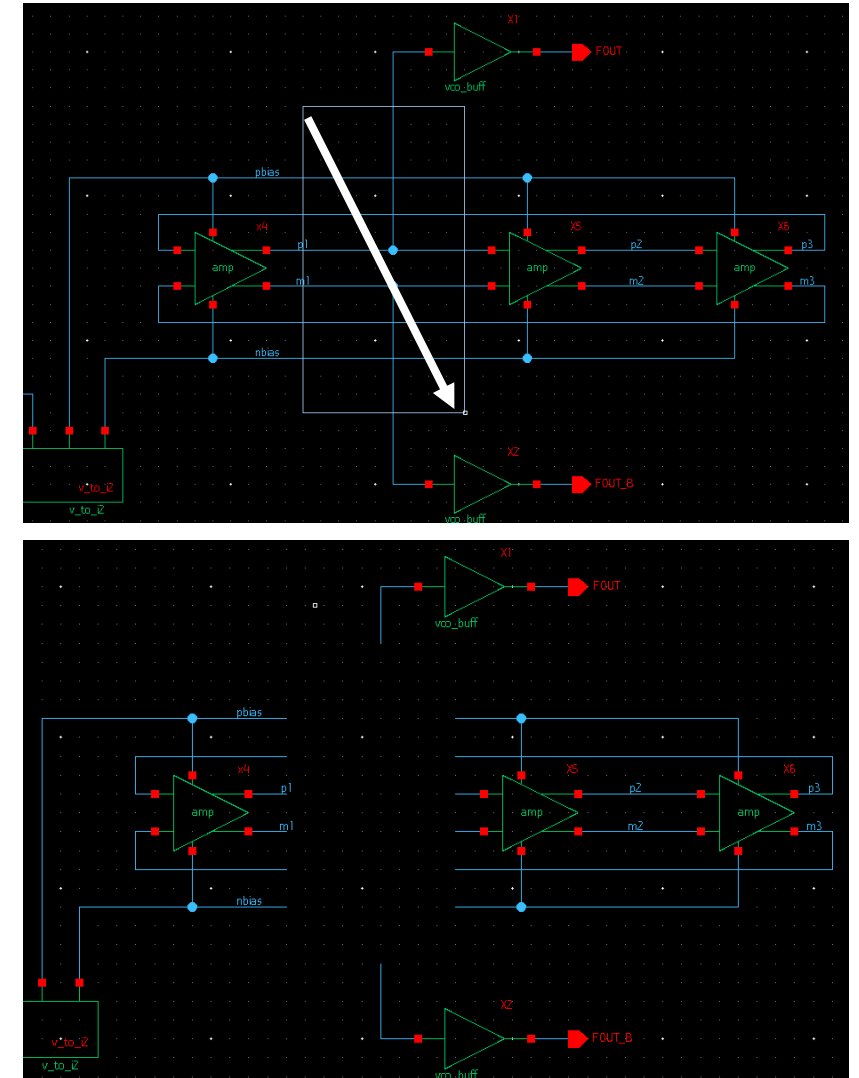 X1
FOUT
vco_buff
pbias
x4
X5
X6
p1
p2
p3
amp
amp
amp
m1
m2
m3
nbias
X2
v_to_i2
FOUT_B
v_to_i2
vco_buff
X1
FOUT
vco_buff
pbias
x4
X5
X6
p1
p2
p3
amp
amp
amp
m1
m2
m3
nbias
X2
v_to_i2
FOUT_B
v_to_i2
vco_buff